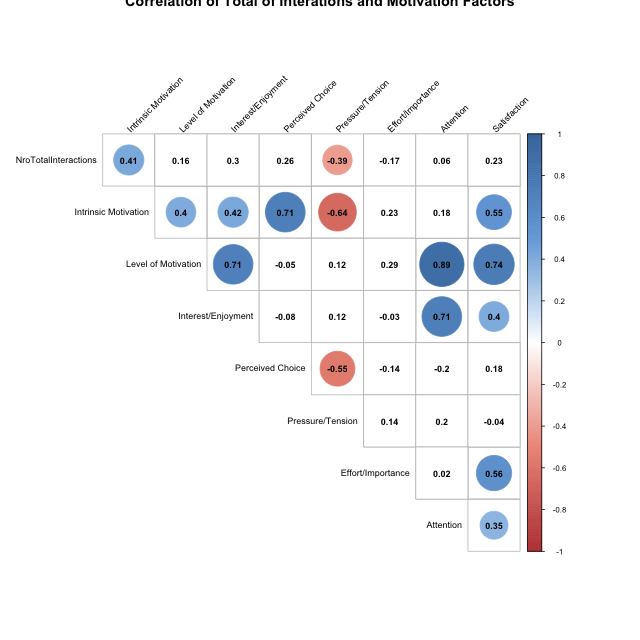 Correlation of Total of Interations and Motivation Factors
Intrinsic Motivation
Level of Motivation
Interest/Enjoyment
Perceived Choice
Pressure/Tension
Effort/Importance
Attention
Satisfaction
NroTotalInteractions 0.41 0.16 0.3 0.26 -0.39 -0.17 0.06 0.23
Intrinsic Motivation 0.4 0.42 0.71 -0.64 0.23 0.18 0.55
Level of Motivation 0.71 -0.05 0.12 0.29 0.89 0.74
Interest/Enjoyment -0.08 0.12 -0.03 0.71 0.4
Perceived Choice -0.55 -0.14 -0.2 0.18
Pressure/Tension 0.14 0.2 -0.04
Effort/Importance 0.02 0.56
Attention 0.35
1
0.8
0.6
0.4
0.2
0
-0.2
-0.4
-0.6
-0.8
-1